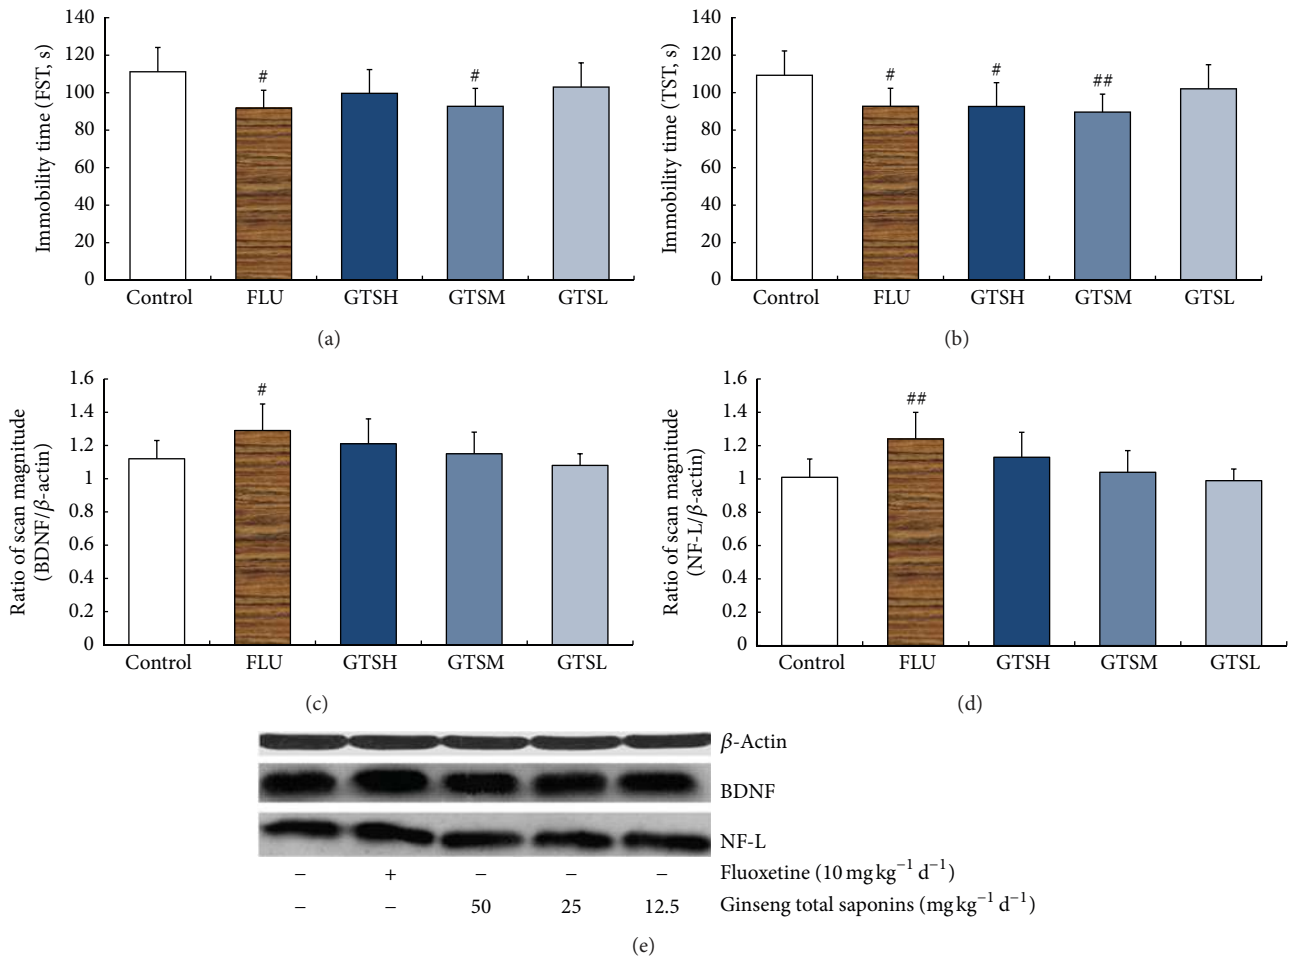 140
120
100
80
60
40
20
0
Immobility time (FST, s)
#
#
Control FLU GTSH GTSM GTSL
(a)
140
120
100
80
60
40
20
0
Immobility time (TST, s)
#
#
##
Control FLU GTSH GTSM GTSL
(b)
1.6
1.4
1.2
1
0.8
0.6
0.4
0.2
0
Ratio of scan magnitude
(BDNF/β-actin)
#
Control FLU GTSH GTSM GTSL
(c)
1.6
1.4
1.2
1
0.8
0.6
0.4
0.2
0
Ratio of scan magnitude
(NF-L/β-actin)
##
Control FLU GTSH GTSM GTSL
(d)
β-Actin
BDNF
NF-L
− + − − − Fluoxetine (10 mg kg⁻¹ d⁻¹)
− − 50 25 12.5 Ginseng total saponins (mg kg⁻¹ d⁻¹)
(e)